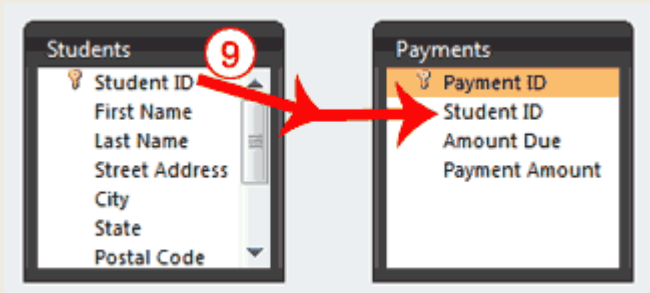 Students
9
Student ID
First Name
Last Name
Street Address
City
State
Postal Code
Payments
Payment ID
Student ID
Amount Due
Payment Amount